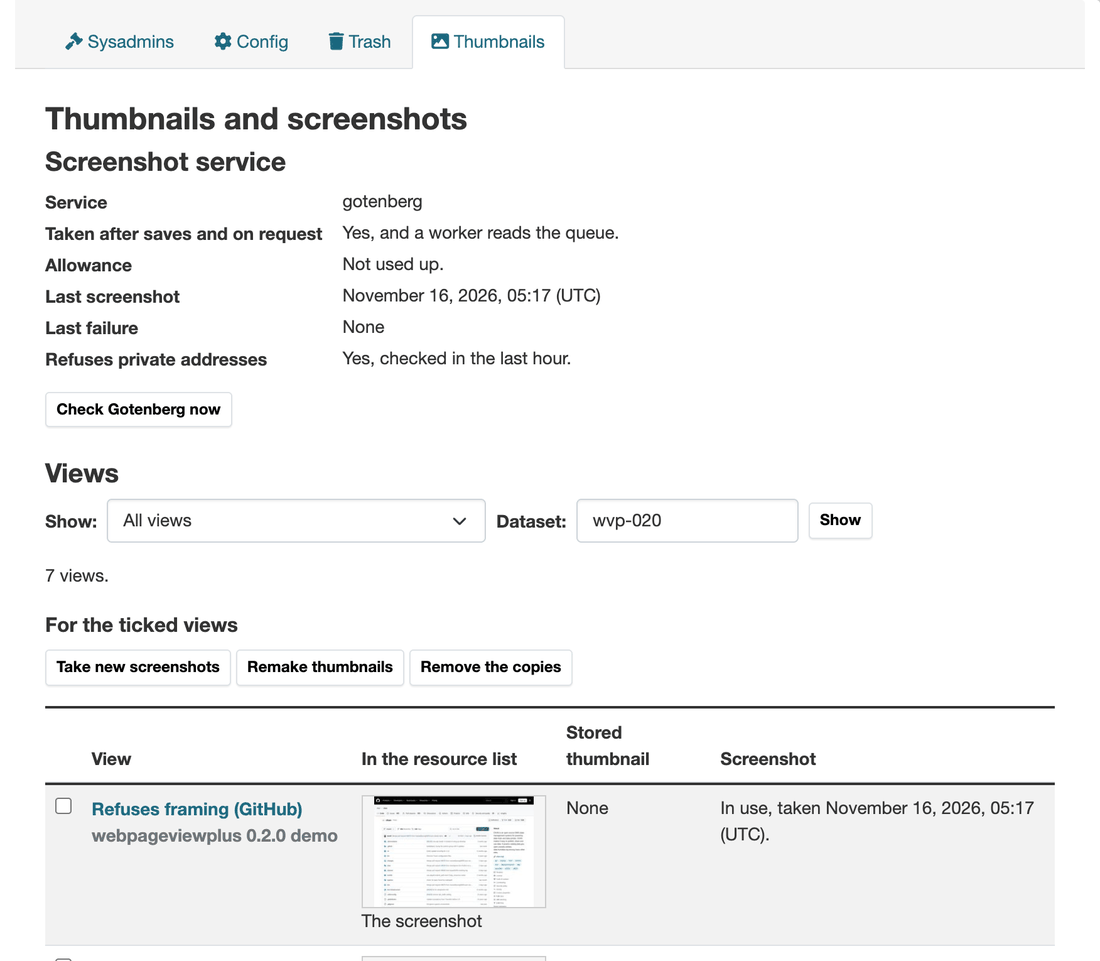 Sysadmins Config Trash Thumbnails
Thumbnails and screenshots
Screenshot service
Service gotenberg
Taken after saves and on request Yes, and a worker reads the queue.
Allowance Not used up.
Last screenshot November 16, 2026, 05:17 (UTC)
Last failure None
Refuses private addresses Yes, checked in the last hour.
Check Gotenberg now
Views
Show: All views Dataset: wvp-020 Show
7 views.
For the ticked views
Take new screenshots Remake thumbnails Remove the copies
View In the resource list Stored thumbnail Screenshot
Refuses framing (GitHub) None In use, taken November 16, 2026, 05:17
webpageviewplus 0.2.0 demo (UTC).
The screenshot